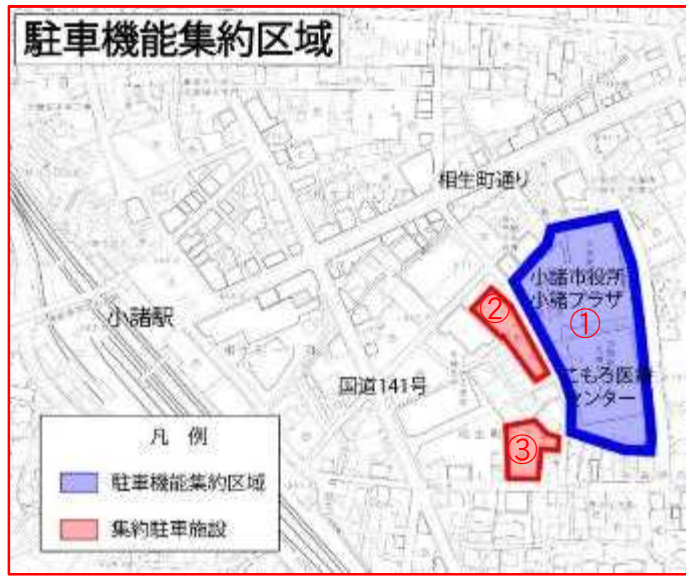 駐車機能集約区域
相生町通り
小諸市役所
小諸プラザ
①
②
小諸駅
国道141号
こもろ医療
センター
③
凡 例
駐車機能集約区域
集約駐車施設